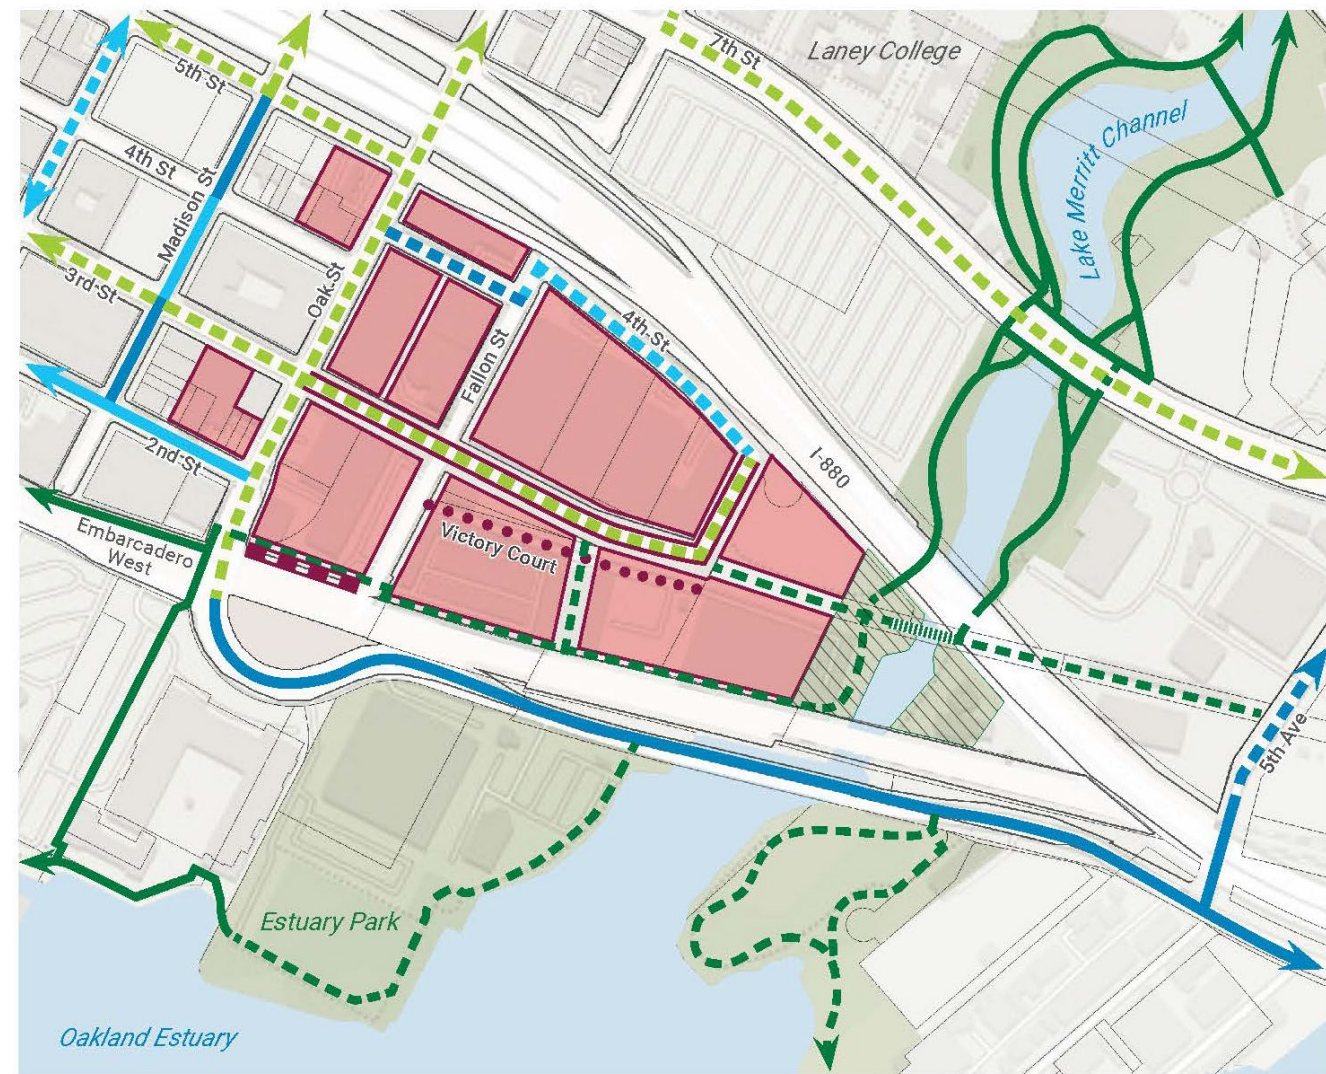 7th St
Laney College
5th St
Lake Merritt Channel
4th St
Madison St
3rd St
Oak St
4th St
Fallon St
I-880
2nd St
Victory Court
Embarcadero
West
5th Ave
Estuary Park
Oakland Estuary